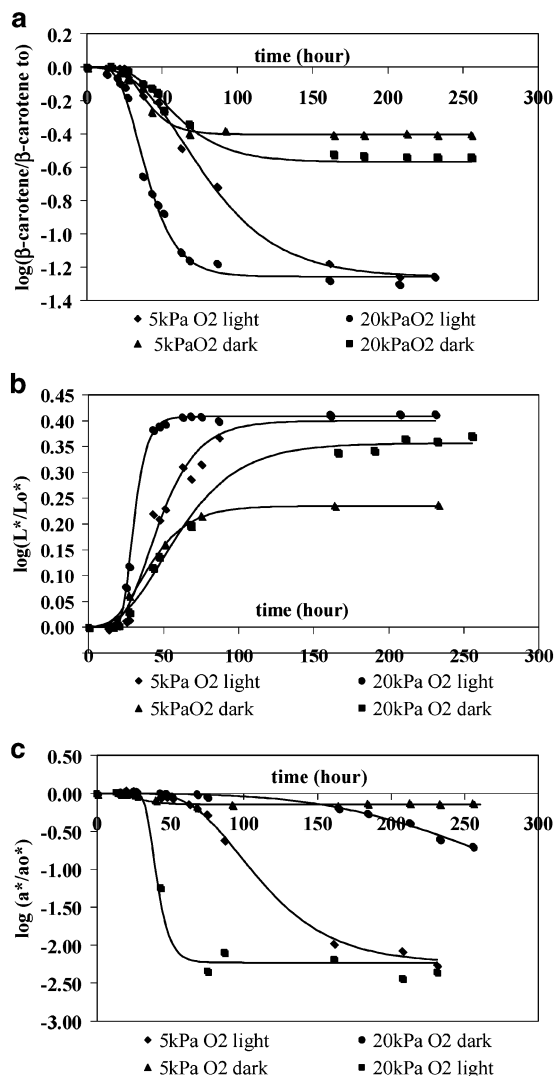 a
0.2
time (hour)
0.0
0 50 100 150 200 250 300
-0.2
-0.4
-0.6
-0.8
-1.0
-1.2
-1.4
log(β-carotene/β-carotene to)
5kPa O2 light 20kPaO2 light
5kPaO2 dark 20kPaO2 dark
b
0.45
0.40
0.35
0.30
0.25
0.20
0.15
0.10
0.05
0.00
log(L*/Lo*)
time (hour)
0 50 100 150 200 250 300
5kPa O2 light 20kPa O2 light
5kPaO2 dark 20kPa O2 dark
c
0.50
time (hour)
0.00
0 50 100 150 200 250 300
-0.50
-1.00
-1.50
-2.00
-2.50
-3.00
log (a*/ao*)
5kPa O2 light 20kPa O2 dark
5kPa O2 dark 20kPa O2 light